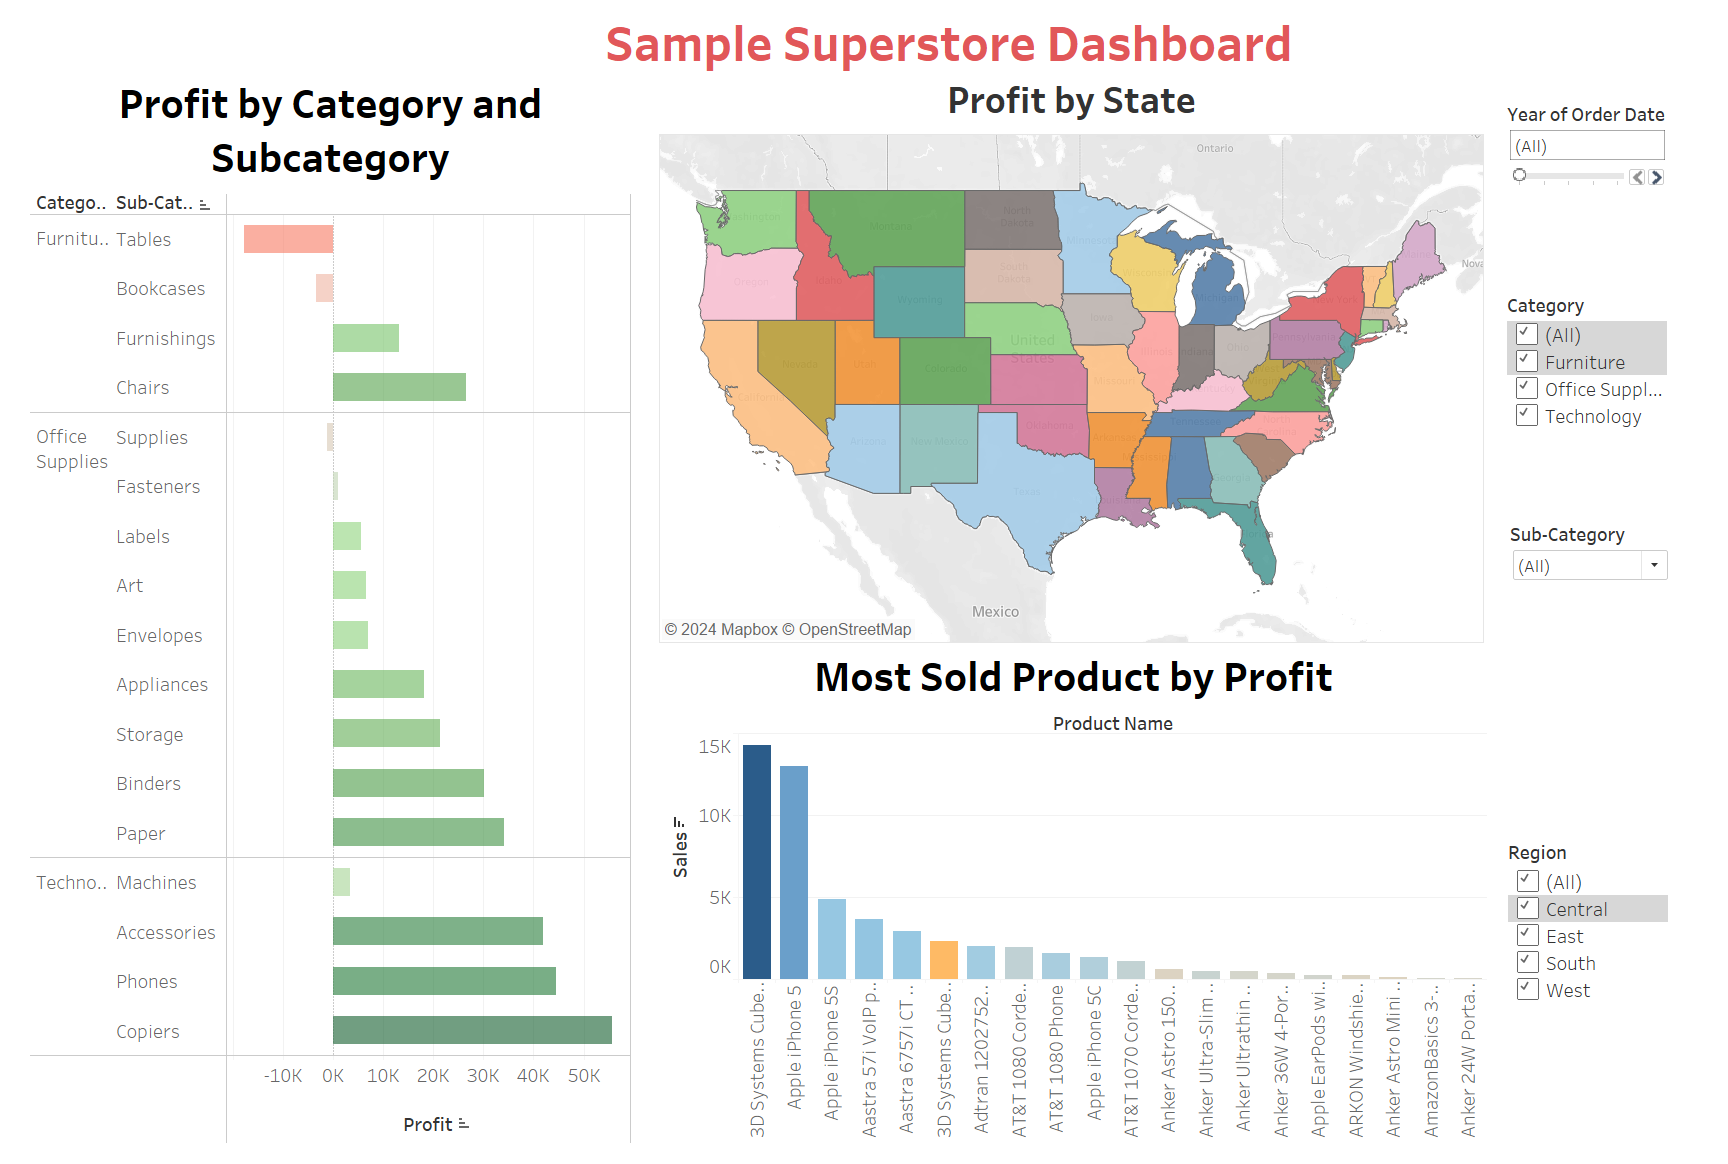 Sample Superstore Dashboard
Profit by Category and
Subcategory
Catego.. Sub-Cat..
Furnitu.. Tables
Bookcases
Furnishings
Chairs
Office
Supplies
Supplies
Fasteners
Labels
Art
Envelopes
Appliances
Storage
Binders
Paper
Techno.. Machines
Accessories
Phones
Copiers
-10K 0K 10K 20K 30K 40K 50K
Profit
Profit by State
Ontario
Nova
Washington
Montana
North
Dakota
Minnesota
Oregon
Idaho
South
Dakota
Wisconsin
Michigan
New York
Wyoming
Iowa
United
States
Pennsylvania
Nevada
Utah
Colorado
Illinois
Indiana
Ohio
California
Missouri
Arizona
New Mexico
Oklahoma
Arkansas
Tennessee
North
Carolina
Georgia
Texas
Mexico
© 2024 Mapbox © OpenStreetMap
Most Sold Product by Profit
Product Name
Sales
15K
10K
5K
0K
3D Systems Cube..
Apple iPhone 5
Apple iPhone 5S
Aastra 57i VoIP p..
Aastra 6757i CT ..
3D Systems Cube..
Adtran 1202752..
AT&T 1080 Corde..
AT&T 1080 Phone
Apple iPhone 5C
AT&T 1070 Corde..
Anker Astro 150..
Anker Ultra-Slim ..
Anker Ultrathin ..
Anker 36W 4-Por..
Apple EarPods wi..
ARKON Windshie..
Anker Astro Mini ..
AmazonBasics 3-..
Anker 24W Porta..
Year of Order Date
(All)
Category
(All)
Furniture
Office Suppl...
Technology
Sub-Category
(All)
Region
(All)
Central
East
South
West